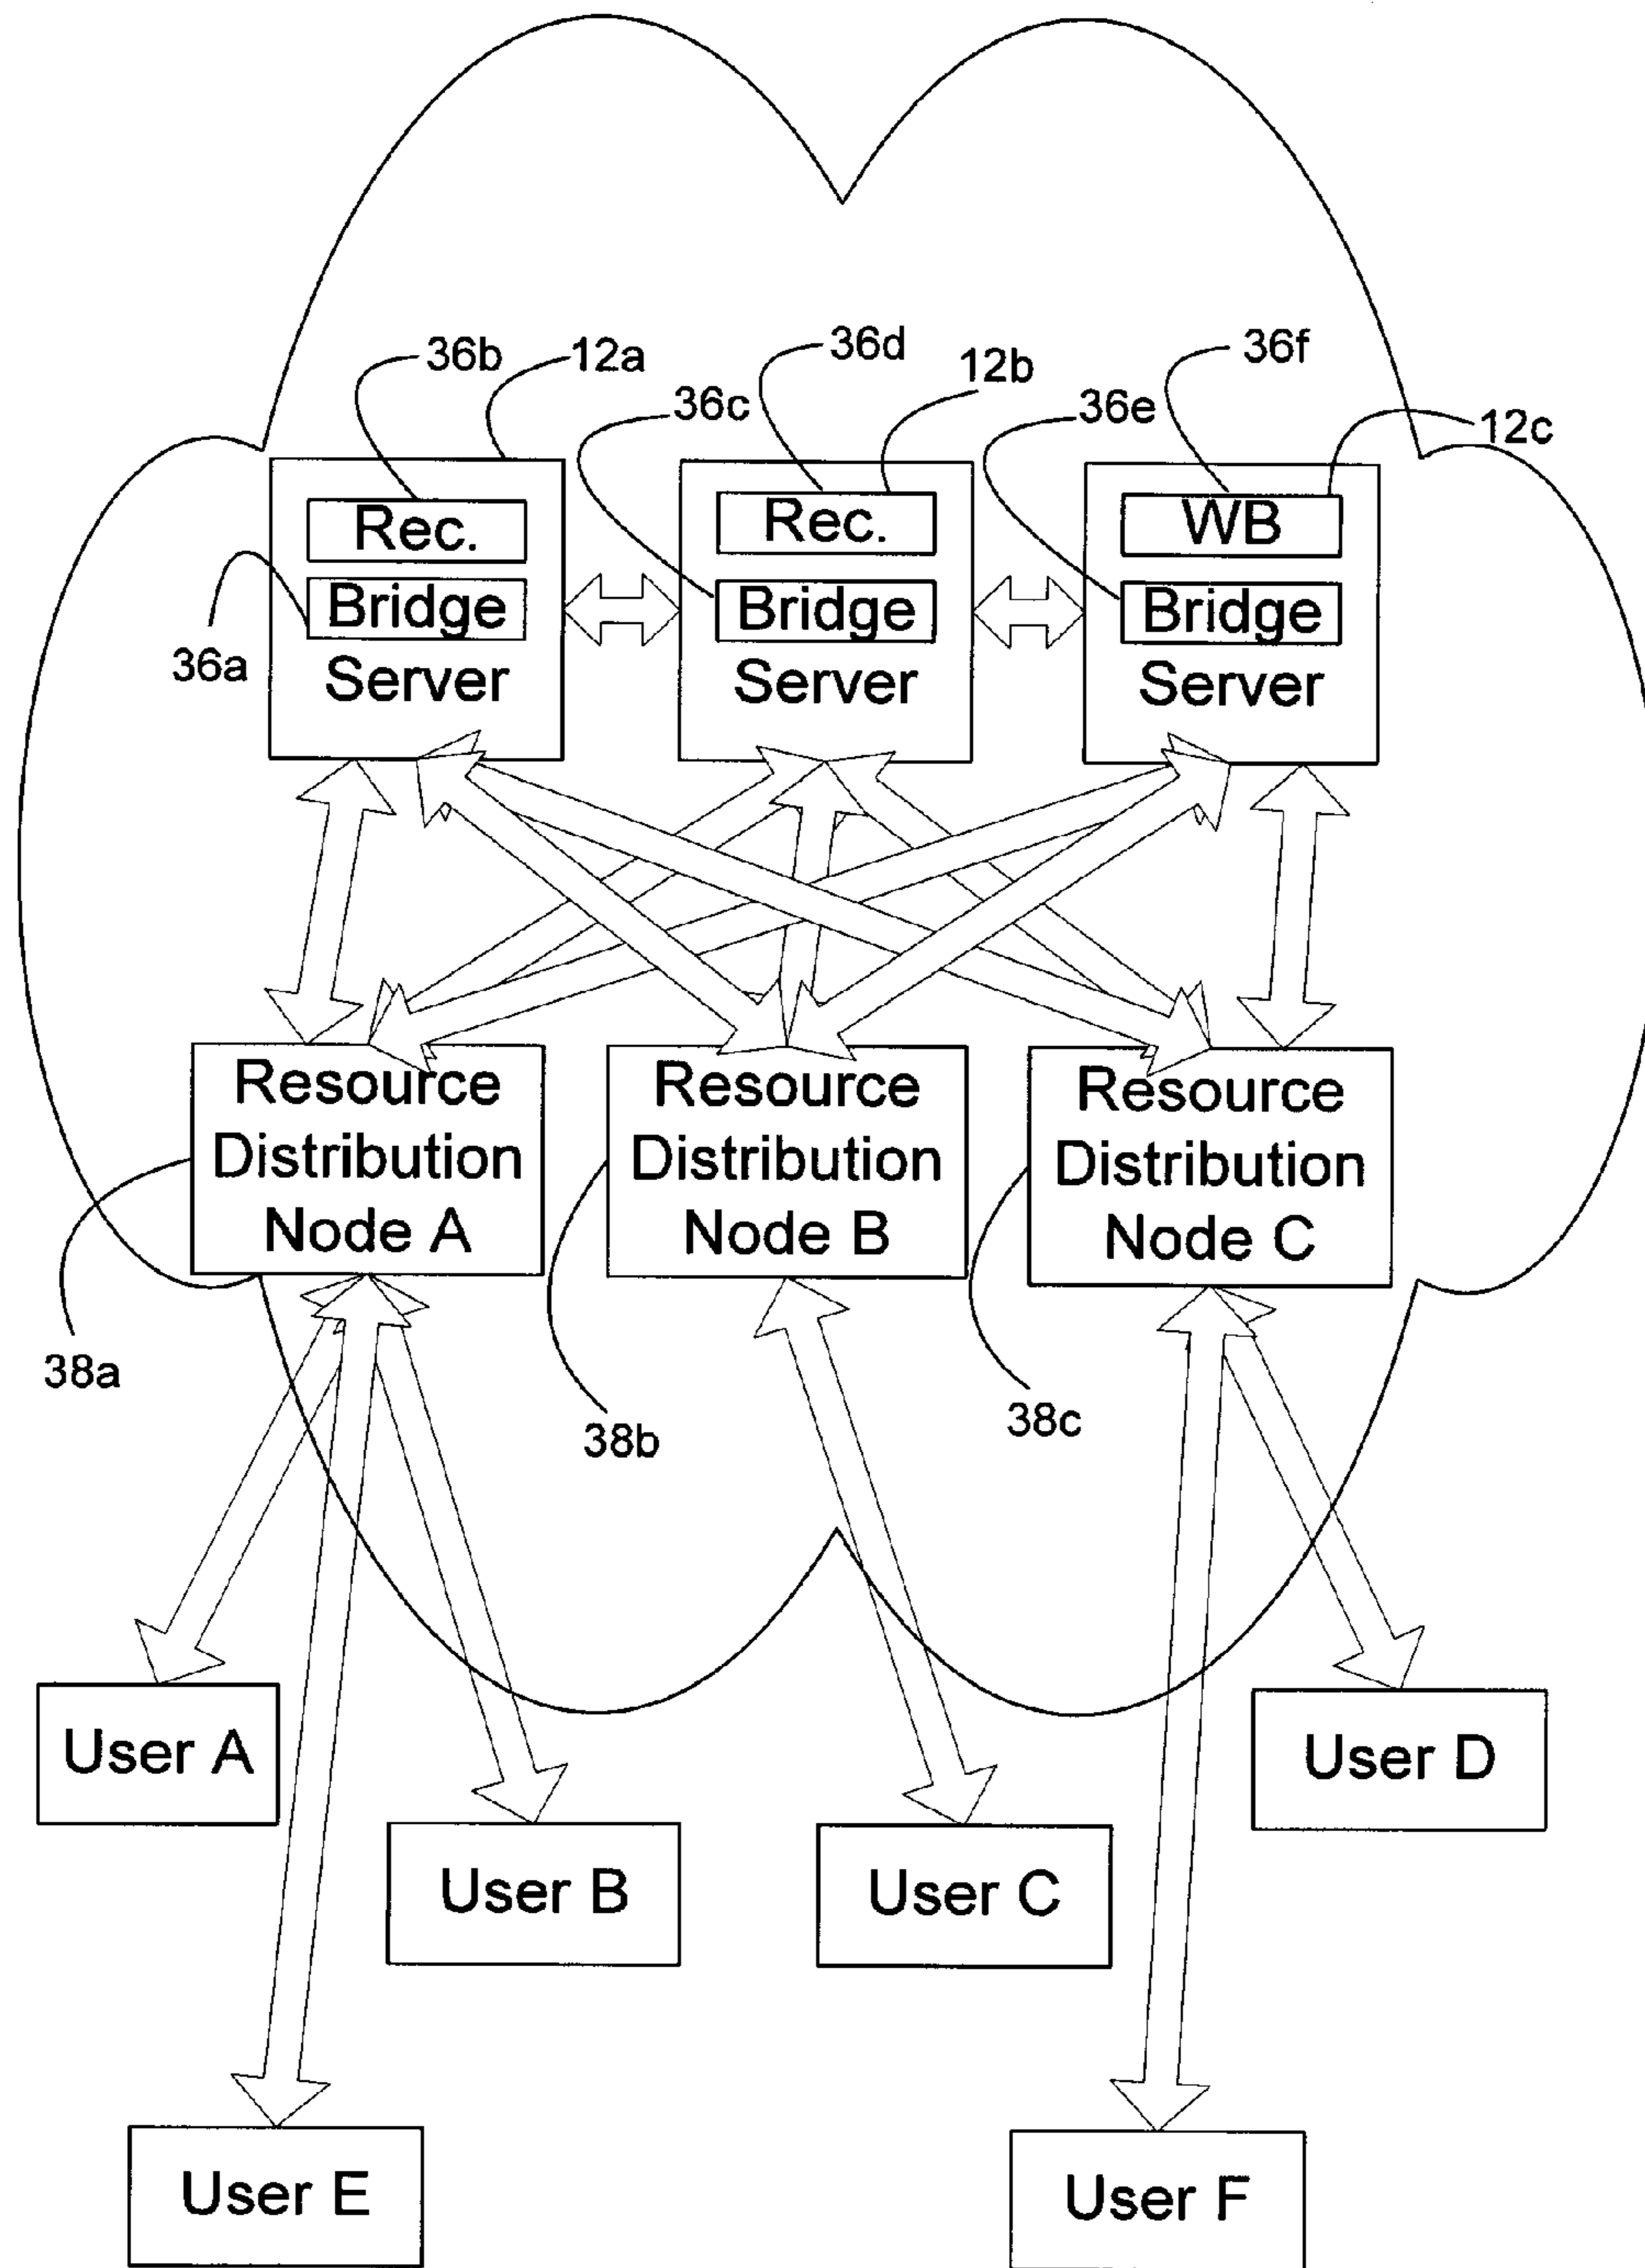 36b
12a
36d
12b
36f
36c
36e
12c
Rec.
Rec.
WB
Bridge
Bridge
Bridge
36a
Server
Server
Server
Resource
Distribution
Node A
Resource
Distribution
Node B
Resource
Distribution
Node C
38a
38b
38c
User A
User D
User B
User C
User E
User F